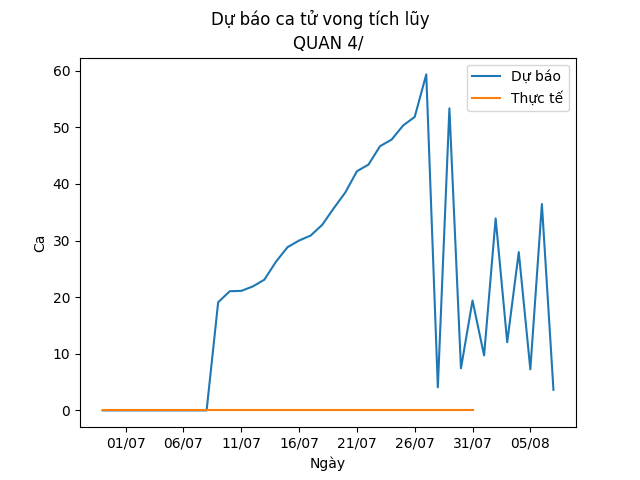 Dự báo ca tử vong tích lũy
QUAN 4/
Dự báo
Thực tế
60
50
40
30
20
10
0
Ca
01/07 06/07 11/07 16/07 21/07 26/07 31/07 05/08
Ngày